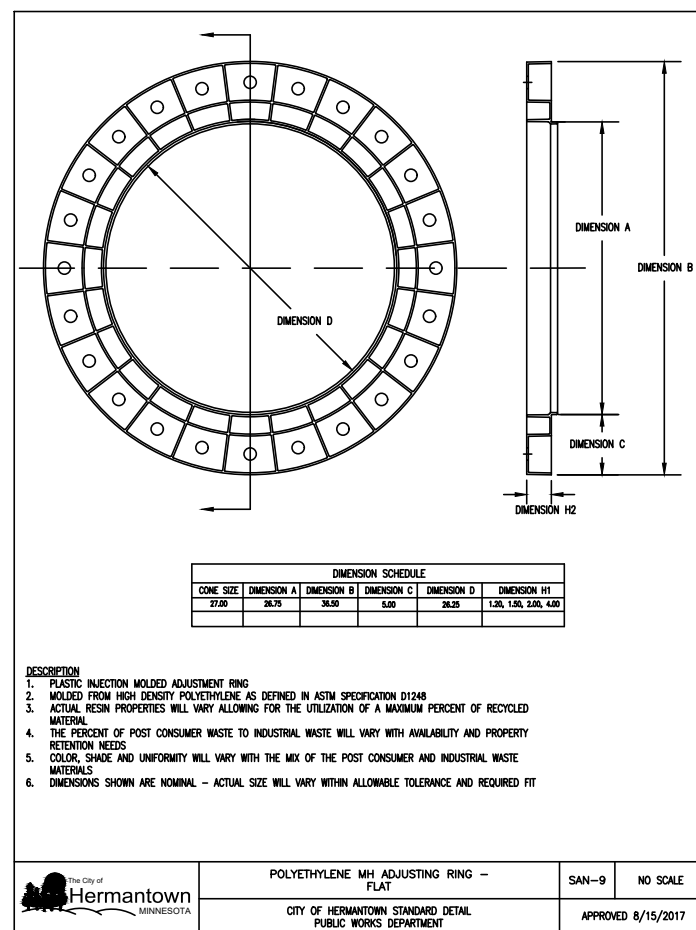 DIMENSION A
DIMENSION B
DIMENSION D
DIMENSION C
DIMENSION H2
DIMENSION SCHEDULE
CONE SIZE DIMENSION A DIMENSION B DIMENSION C DIMENSION D DIMENSION H1
27.00 26.75 36.50 5.00 26.25 1.20, 1.50, 2.00, 4.00
DESCRIPTION
1. PLASTIC INJECTION MOLDED ADJUSTMENT RING
2. MOLDED FROM HIGH DENSITY POLYETHYLENE AS DEFINED IN ASTM SPECIFICATION D1248
3. ACTUAL RESIN PROPERTIES WILL VARY ALLOWING FOR THE UTILIZATION OF A MAXIMUM PERCENT OF RECYCLED
MATERIAL
4. THE PERCENT OF POST CONSUMER WASTE TO INDUSTRIAL WASTE WILL VARY WITH AVAILABILITY AND PROPERTY
RETENTION NEEDS
5. COLOR, SHADE AND UNIFORMITY WILL VARY WITH THE MIX OF THE POST CONSUMER AND INDUSTRIAL WASTE
MATERIALS
6. DIMENSIONS SHOWN ARE NOMINAL – ACTUAL SIZE WILL VARY WITHIN ALLOWABLE TOLERANCE AND REQUIRED FIT
The City of
Hermantown
MINNESOTA
POLYETHYLENE MH ADJUSTING RING –
FLAT
CITY OF HERMANTOWN STANDARD DETAIL
PUBLIC WORKS DEPARTMENT
SAN–9 NO SCALE
APPROVED 8/15/2017